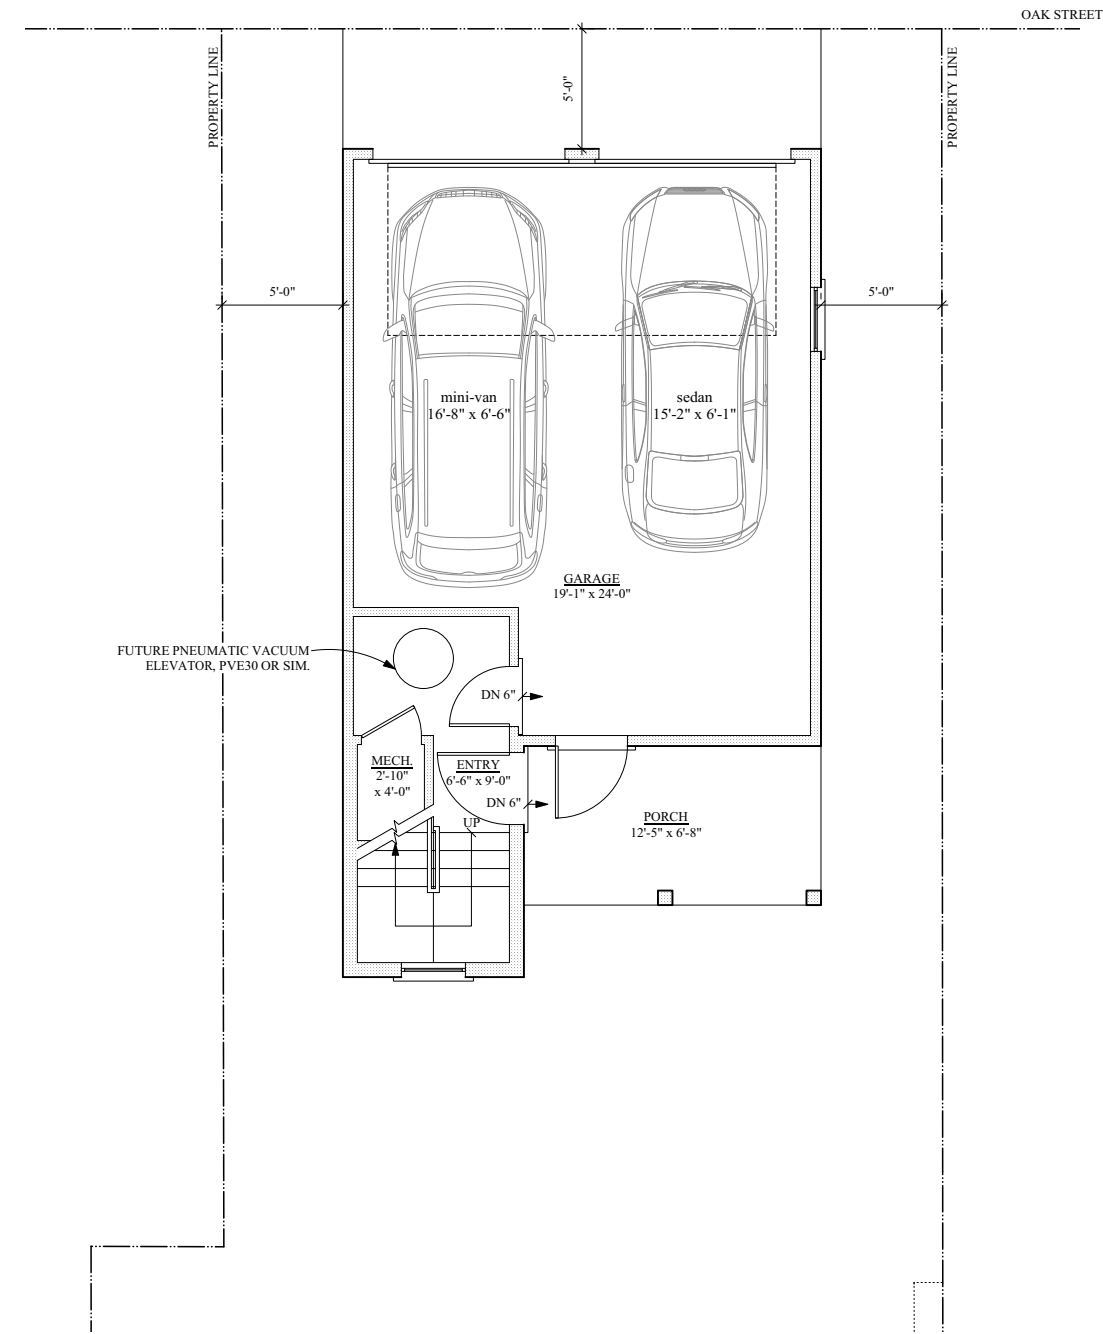 OAK STREET
PROPERTY LINE
PROPERTY LINE
5'-0"
5'-0"
5'-0"
mini-van
16'-8" x 6'-6"
sedan
15'-2" x 6'-1"
GARAGE
19'-1" x 24'-0"
FUTURE PNEUMATIC VACUUM
ELEVATOR, PVE30 OR SIM.
DN 6"
MECH.
2'-10"
x 4'-0"
ENTRY
6'-6" x 9'-0"
DN 6"
UP
PORCH
12'-5" x 6'-8"